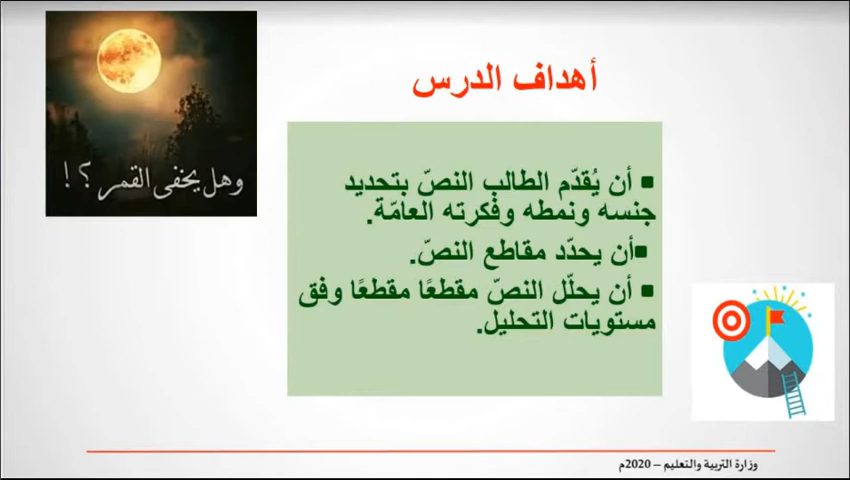 أهداف الدرس
وهل يخفى القمر؟!
▪ أن يُقدّم الطالب النصّ بتحديد
جنسه ونمطه وفكرته العامّة.
▪أن يحدّد مقاطع النصّ.
▪ أن يحلّل النصّ مقطعًا مقطعًا وفق
مستويات التحليل.
وزارة التربية والتعليم – 2020م